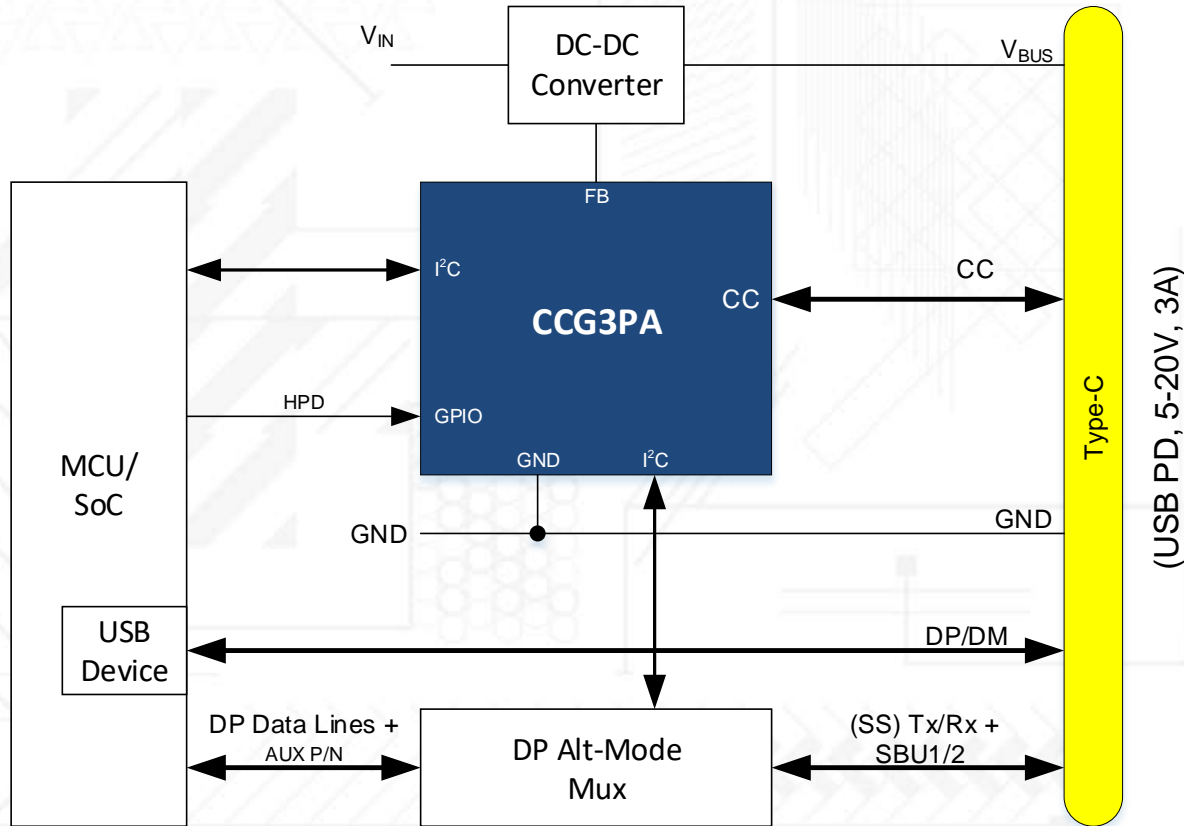 V_IN
DC-DC
Converter
V_BUS
FB
I²C
CC
CC
CCG3PA
HPD
GPIO
MCU/
SoC
GND
I²C
GND
GND
Type-C
(USB PD, 5-20V, 3A)
USB
Device
DP/DM
DP Data Lines +
AUX P/N
DP Alt-Mode
Mux
(SS) Tx/Rx +
SBU1/2